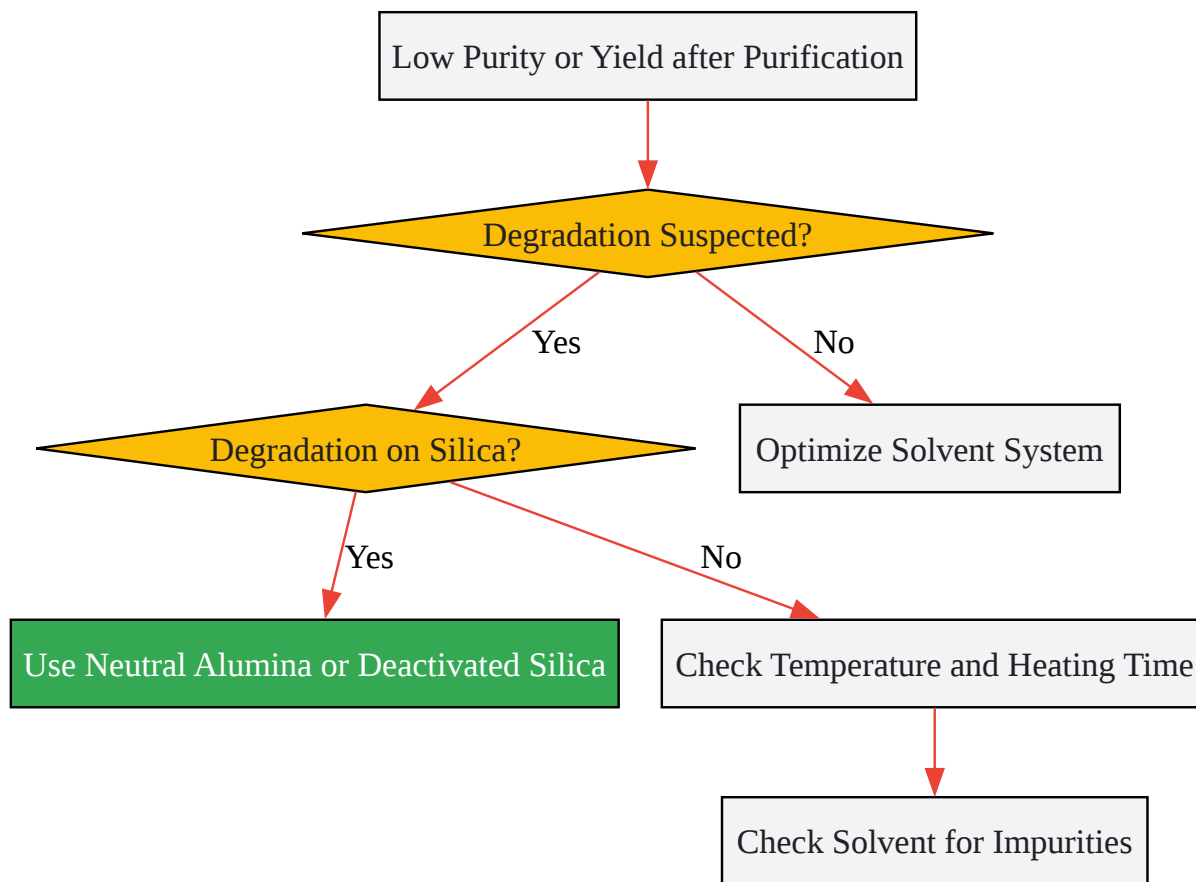 Low Purity or Yield after Purification
Degradation Suspected?
Yes
No
Degradation on Silica?
Optimize Solvent System
Yes
No
Use Neutral Alumina or Deactivated Silica
Check Temperature and Heating Time
Check Solvent for Impurities